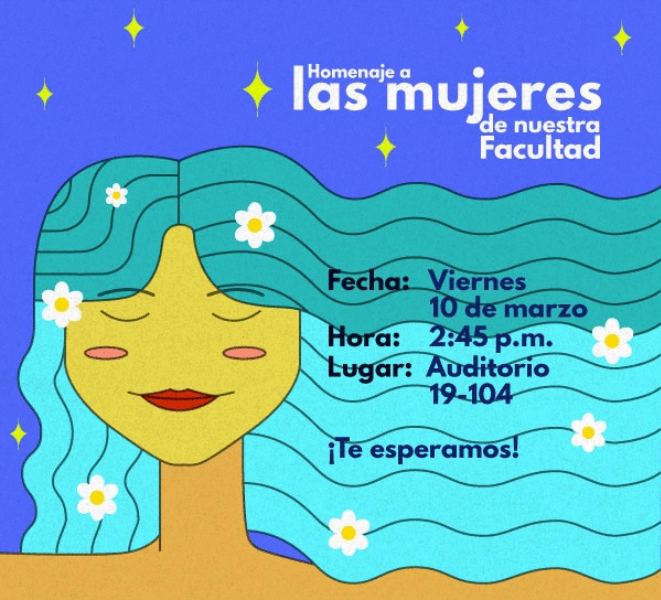 Homenaje a
las mujeres
de nuestra
Facultad
Fecha: Viernes
10 de marzo
Hora: 2:45 p.m.
Lugar: Auditorio
19-104
¡Te esperamos!